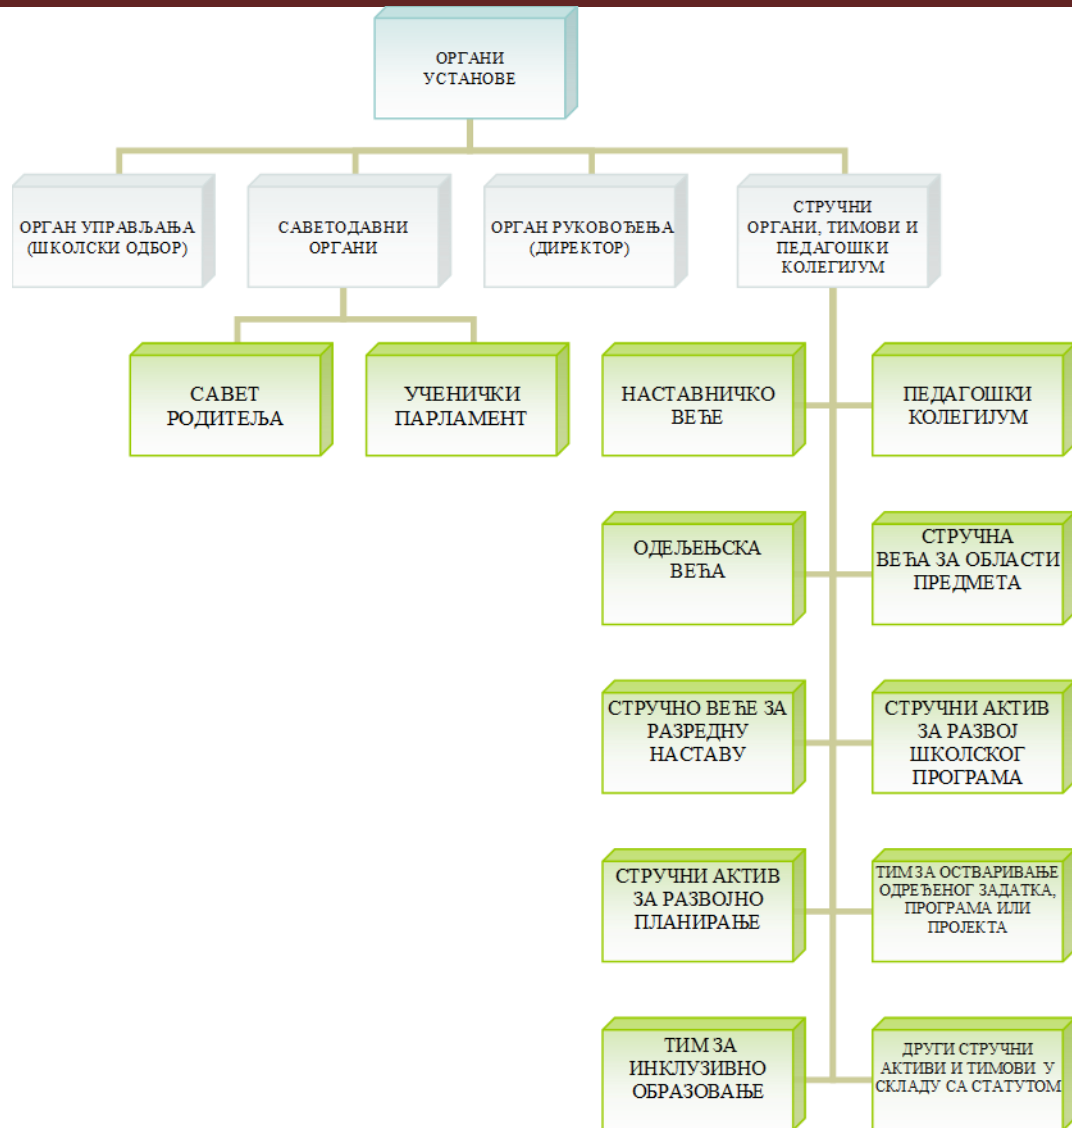 ОРГАНИ
УСТАНОВЕ
ОРГАН УПРАВЉАЊА
(ШКОЛСКИ ОДБОР)
САВЕТОДАВНИ
ОРГАНИ
ОРГАН РУКОВОЂЕЊА
(ДИРЕКТОР)
СТРУЧНИ
ОРГАНИ, ТИМОВИ И
ПЕДАГОШКИ
КОЛЕГИЈУМ
САВЕТ
РОДИТЕЉА
УЧЕНИЧКИ
ПАРЛАМЕНТ
НАСТАВНИЧКО
ВЕЋЕ
ПЕДАГОШКИ
КОЛЕГИЈУМ
ОДЕЉЕЊСКА
ВЕЋА
СТРУЧНА
ВЕЋА ЗА ОБЛАСТИ
ПРЕДМЕТА
СТРУЧНО ВЕЋЕ ЗА
РАЗРЕДНУ
НАСТАВУ
СТРУЧНИ АКТИВ
ЗА РАЗВОЈ
ШКОЛСКОГ
ПРОГРАМА
СТРУЧНИ АКТИВ
ЗА РАЗВОЈНО
ПЛАНИРАЊЕ
ТИМ ЗА ОСТВАРИВАЊЕ
ОДРЕЂЕНОГ ЗАДАТКА,
ПРОГРАМА ИЛИ
ПРОЈЕКТА
ТИМ ЗА
ИНКЛУЗИВНО
ОБРАЗОВАЊЕ
ДРУГИ СТРУЧНИ
АКТИВИ И ТИМОВИ У
СКЛАДУ СА СТАТУТОМ